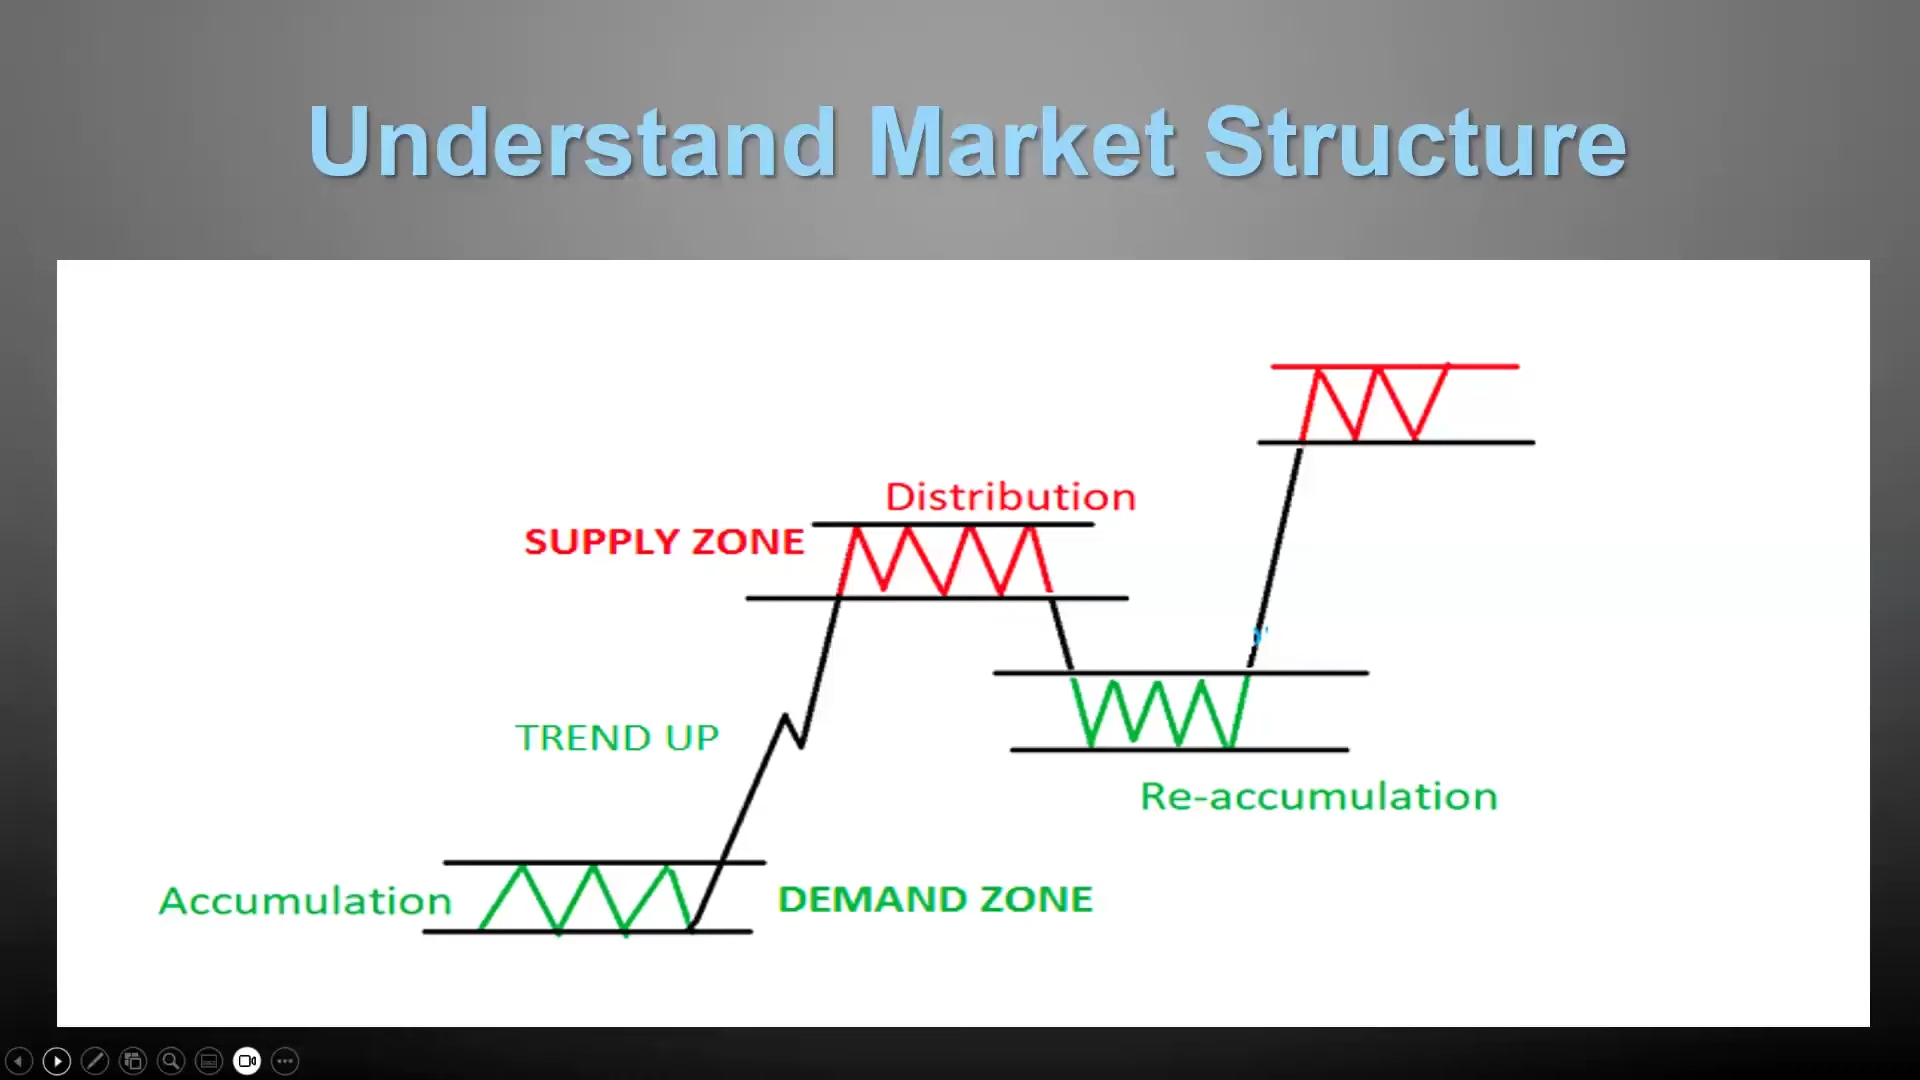 Understand Market Structure
Distribution
SUPPLY ZONE
TREND UP
Re-accumulation
Accumulation
DEMAND ZONE